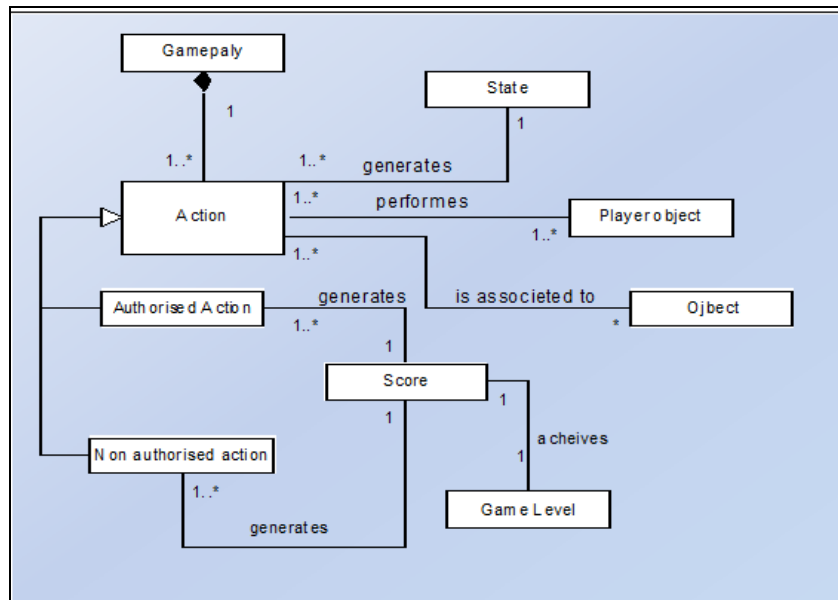 Gamepaly
State
1
1
1..*
1..*
generates
1..*
performes
Action
Player object
1..*
1..*
Authorised Action
generates
is associeted to
Ojbect
1..*
*
1
Score
1
1
acheives
Non authorised action
1
1..*
Game Level
generates